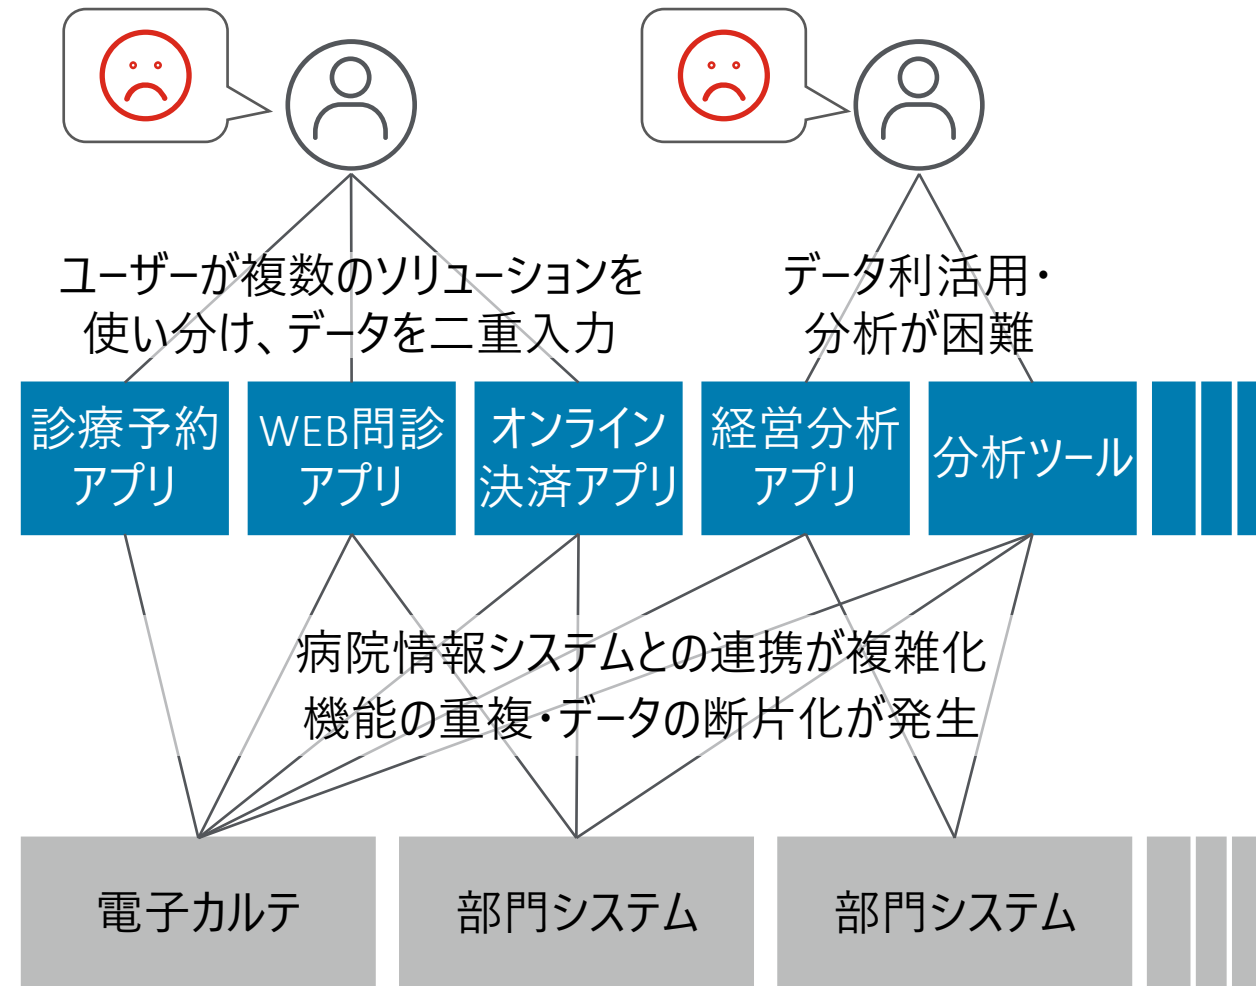 ユーザーが複数のソリューションを
使い分け、データを二重入力
データ利活用・
分析が困難
診療予約
アプリ
WEB問診
アプリ
オンライン
決済アプリ
経営分析
アプリ
分析ツール
病院情報システムとの連携が複雑化
機能の重複・データの断片化が発生
電子カルテ
部門システム
部門システム